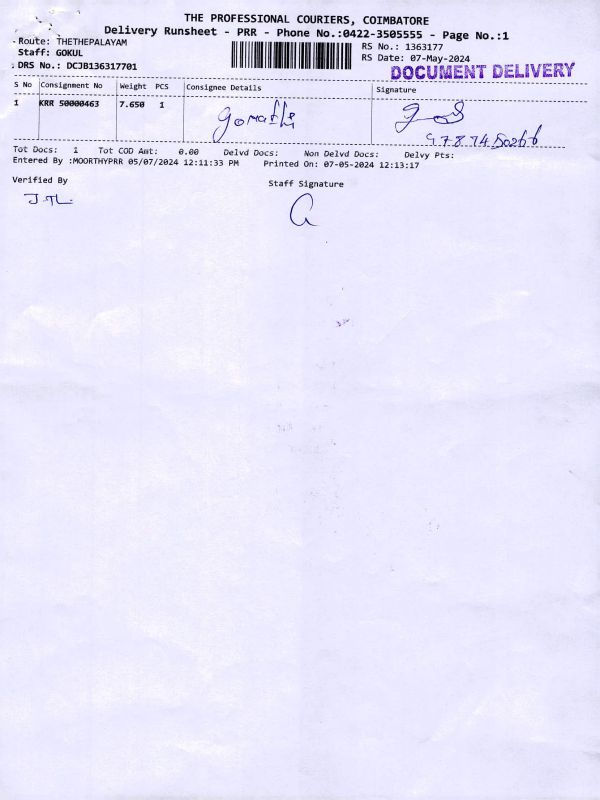 THE PROFESSIONAL COURIERS, COIMBATORE
Delivery Runsheet - PRR - Phone No.:0422-3505555 - Page No.:1
Route: THETHEPALAYAM
RS No.: 1363177
Staff: GOKUL
RS Date: 07-May-2024
DRS No.: DCJB136317701
DOCUMENT DELIVERY
S No Consignment No Weight PCS Consignee Details Signature
1 KRR 50000463 7.650 1 Gomathi
97874 50266
Tot Docs: 1 Tot COD Amt: 0.00 Delvd Docs: Non Delvd Docs: Delvy Pts:
Entered By :MOORTHYPRR 05/07/2024 12:11:33 PM Printed On: 07-05-2024 12:13:17
Verified By
Staff Signature